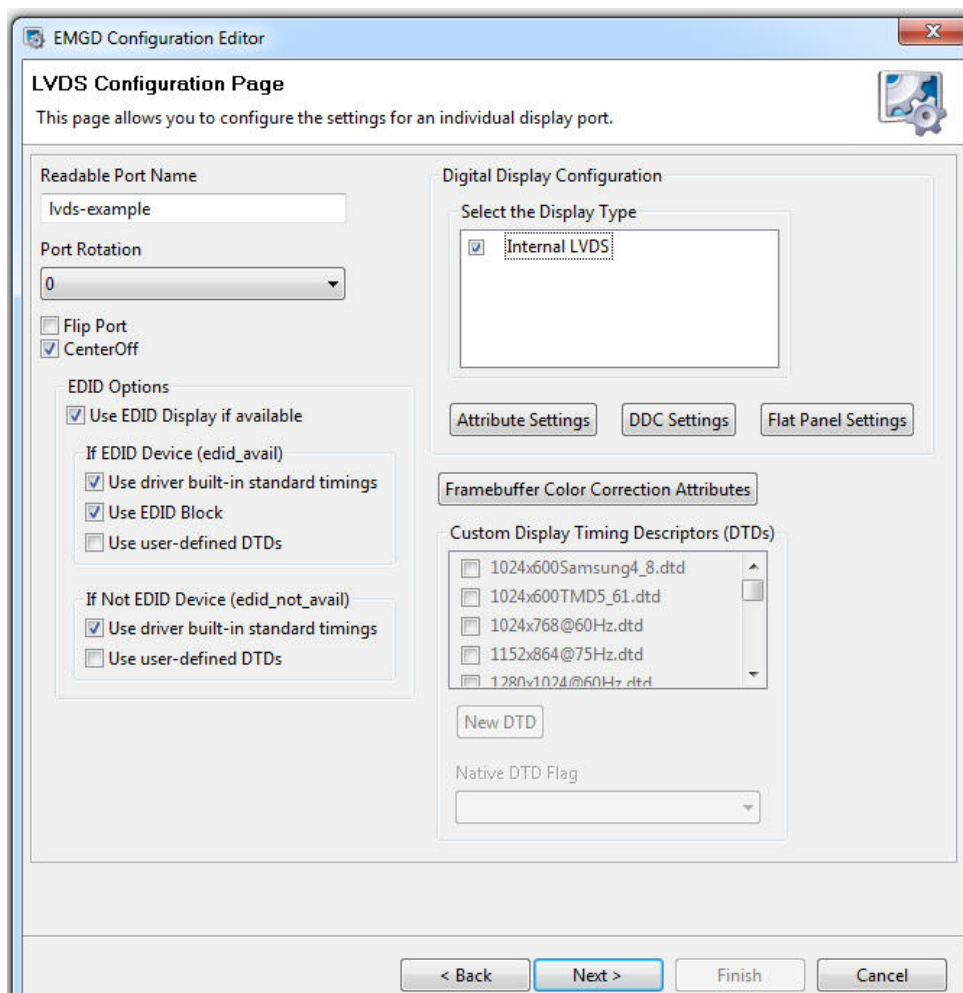 EMGD Configuration Editor
LVDS Configuration Page
This page allows you to configure the settings for an individual display port.
Readable Port Name
lvds-example
Port Rotation
0
Flip Port
CenterOff
EDID Options
Use EDID Display if available
If EDID Device (edid_avail)
Use driver built-in standard timings
Use EDID Block
Use user-defined DTDs
If Not EDID Device (edid_not_avail)
Use driver built-in standard timings
Use user-defined DTDs
Digital Display Configuration
Select the Display Type
Internal LVDS
Attribute Settings
DDC Settings
Flat Panel Settings
Framebuffer Color Correction Attributes
Custom Display Timing Descriptors (DTDs)
1024x600Samsung4_8.dtd
1024x600TMD5_61.dtd
1024x768@60Hz.dtd
1152x864@75Hz.dtd
1280x1024@60Hz.dtd
New DTD
Native DTD Flag
< Back
Next >
Finish
Cancel